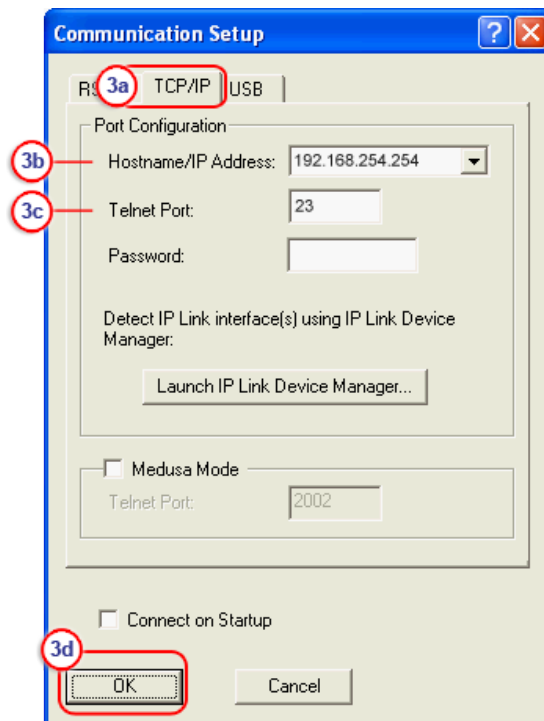 Communication Setup
RS
3a
TCP/IP
USB
Port Configuration
3b
Hostname/IP Address:
192.168.254.254
3c
Telnet Port:
23
Password:
Detect IP Link interface(s) using IP Link Device
Manager:
Launch IP Link Device Manager...
Medusa Mode
Telnet Port:
2002
Connect on Startup
3d
OK
Cancel